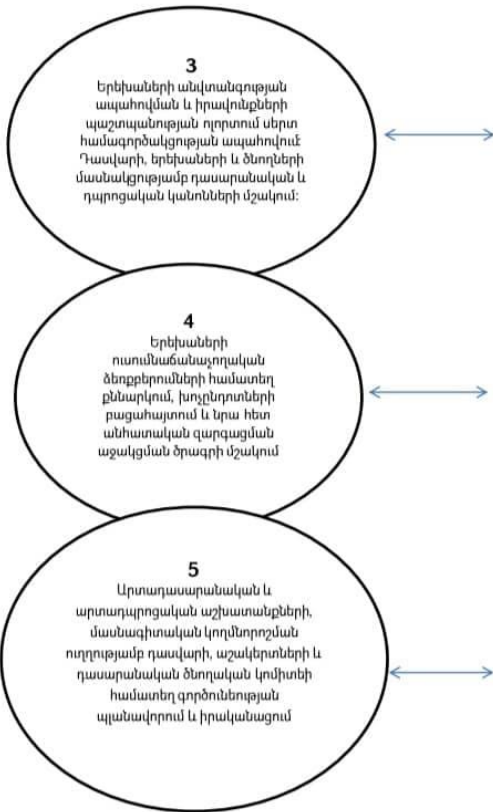 3
Երեխաների անվտանգության
ապահովման և իրավունքների
պաշտպանության ոլորտում սերտ
համագործակցության ապահովում:
Դասվարի, երեխաների և ծնողների
մասնակցությամբ դասարանական և
դպրոցական կանոնների մշակում:
4
Երեխաների
ուսումնաճանաչողական
ձեռքբերումների համատեղ
քննարկում, խոչընդոտների
բացահայտում և նրա հետ
անհատական զարգացման
աջակցման ծրագրի մշակում
5
Արտադասարանական և
արտադպրոցական աշխատանքների,
մասնագիտական կողմնորոշման
ուղղությամբ դասվարի, աշակերտների և
դասարանական ծնողական կոմիտեի
համատեղ գործունեության
պլանավորում և իրականացում